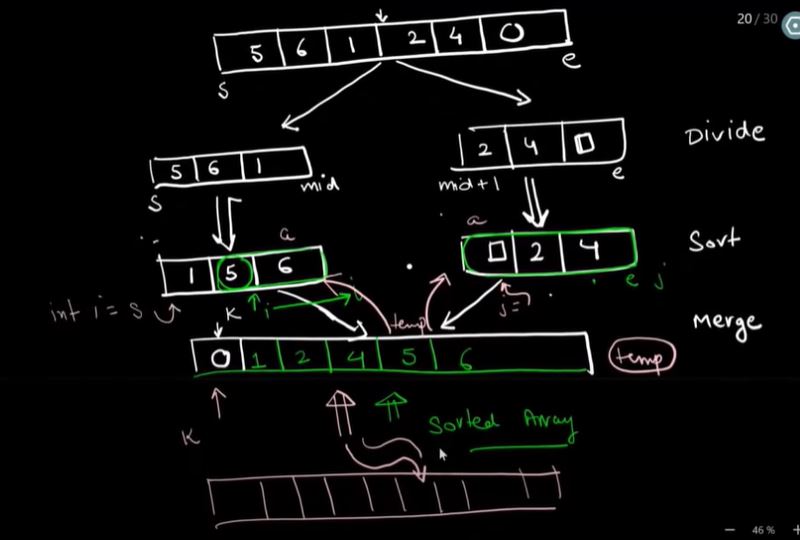 20 / 30
5 6 1 2 4 0
s e
5 6 1
2 4 0
Divide
s mid
mid+1 e
a
a
1 5 6
0 2 4
Sort
e j
int i = s
K i
j =
temp
Merge
0 1 2 4 5 6
temp
K
Sorted Array
46 %